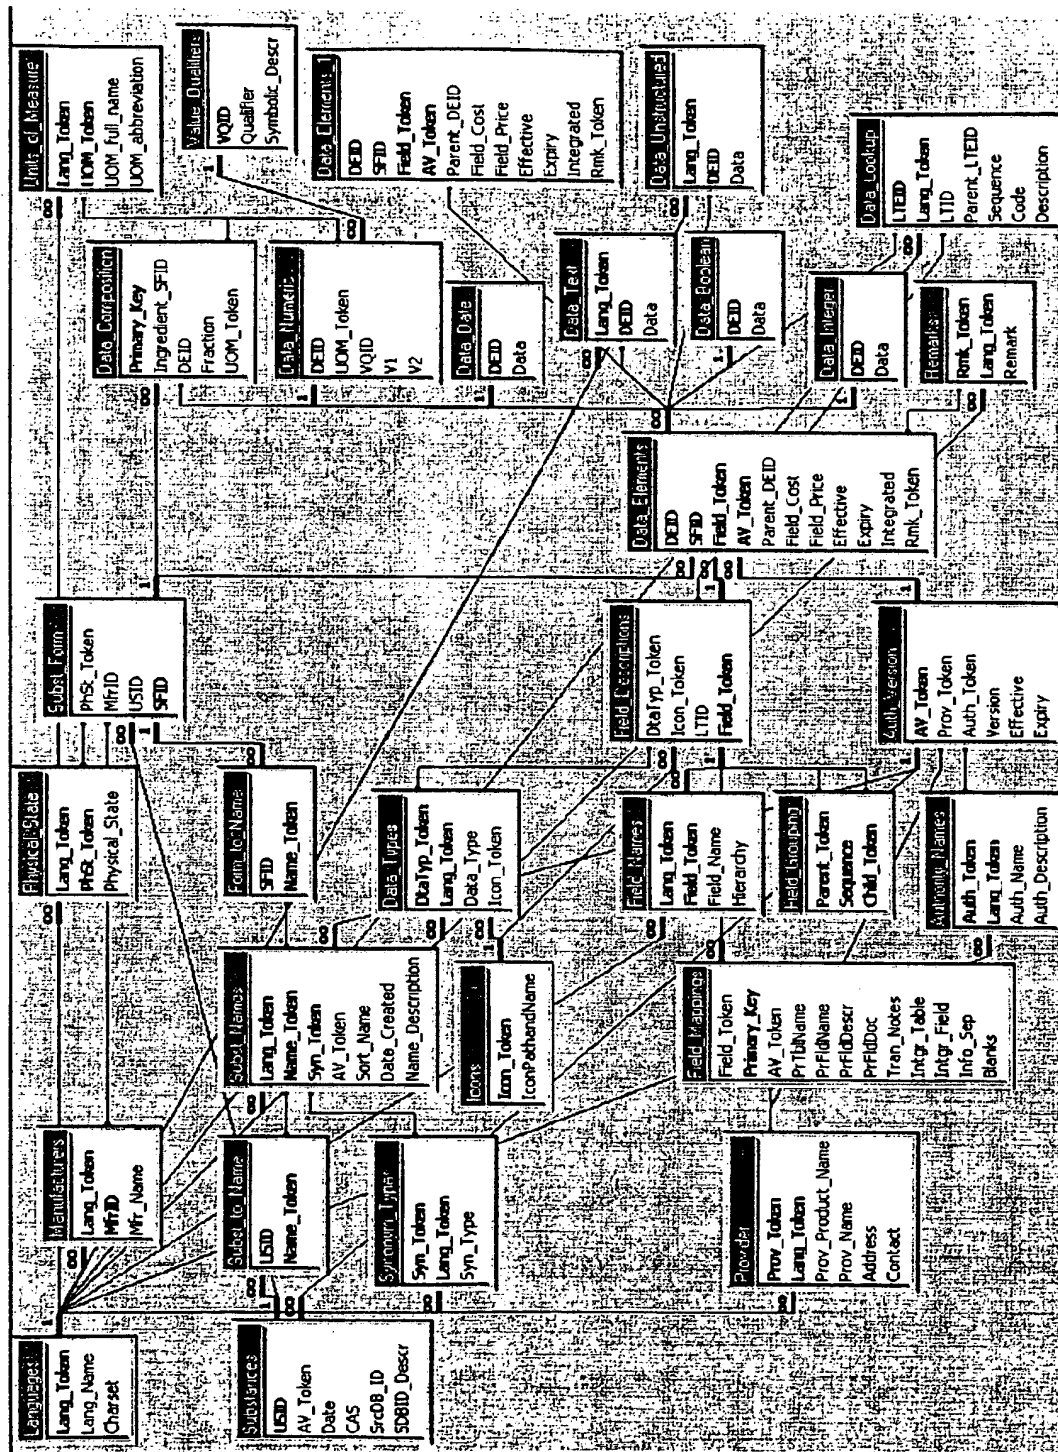 Languages
Lang_Token
Lang_Name
Charset
Substances
USID
AV_Token
Date
CAS
SrcDB_ID
SDBID_Descr
Manufacturers
Lang_Token
MfrID
Mfr_Name
Subst_to_Name
USID
Name_Token
Synonym_Types
Syn_Token
Lang_Token
Syn_Type
Provider
Prov_Token
Lang_Token
Prov_Product_Name
Prov_Name
Address
Contact
Subst_Names
Lang_Token
Name_Token
Syn_Token
AV_Token
Sort_Name
Date_Created
Name_Description
Icons
Icon_Token
IconPathandName
Field_Mappings
Field_Token
Primary_Key
AV_Token
PrTblName
PrFldName
PrFldDescr
PrFldDoc
Tran_Notes
Intgr_Table
Intgr_Field
Info_Sep
Blanks
Physical_State
Lang_Token
PhSt_Token
Physical_State
Form_to_Name
SFID
Name_Token
Data_Types
DtaTyp_Token
Lang_Token
Data_Type
Icon_Token
Field_Names
Lang_Token
Field_Token
Field_Name
Hierarchy
Field_Grouping
Parent_Token
Sequence
Child_Token
Authority_Names
Auth_Token
Lang_Token
Auth_Name
Auth_Description
Subst_Form
PhSt_Token
MfrID
USID
SFID
Field_Descriptions
DtaTyp_Token
Icon_Token
LTID
Field_Token
Auth_Version
AV_Token
Prov_Token
Auth_Token
Version
Effective
Expiry
Data_Elements
DEID
SFID
Field_Token
AV_Token
Parent_DEID
Field_Cost
Field_Price
Effective
Expiry
Integrated
Rmk_Token
Data_Composition
Primary_Key
Ingredient_SFID
DEID
Fraction
UOM_Token
Data_Numeric
DEID
UOM_Token
VQID
V1
V2
Data_Date
DEID
Data
Data_Text
Lang_Token
DEID
Data
Data_Boolean
DEID
Data
Data_Integer
DEID
Data
Remarks
Rmk_Token
Lang_Token
Remark
Units_of_Measure
Lang_Token
UOM_Token
UOM_full_name
UOM_abbreviation
Value_Qualifiers
VQID
Qualifier
Symbolic_Descr
Data_Elements_1
DEID
SFID
Field_Token
AV_Token
Parent_DEID
Field_Cost
Field_Price
Effective
Expiry
Integrated
Rmk_Token
Data_Unstructured
Lang_Token
DEID
Data
Data_Lookup
LTEID
Lang_Token
LTID
Parent_LTEID
Sequence
Code
Description